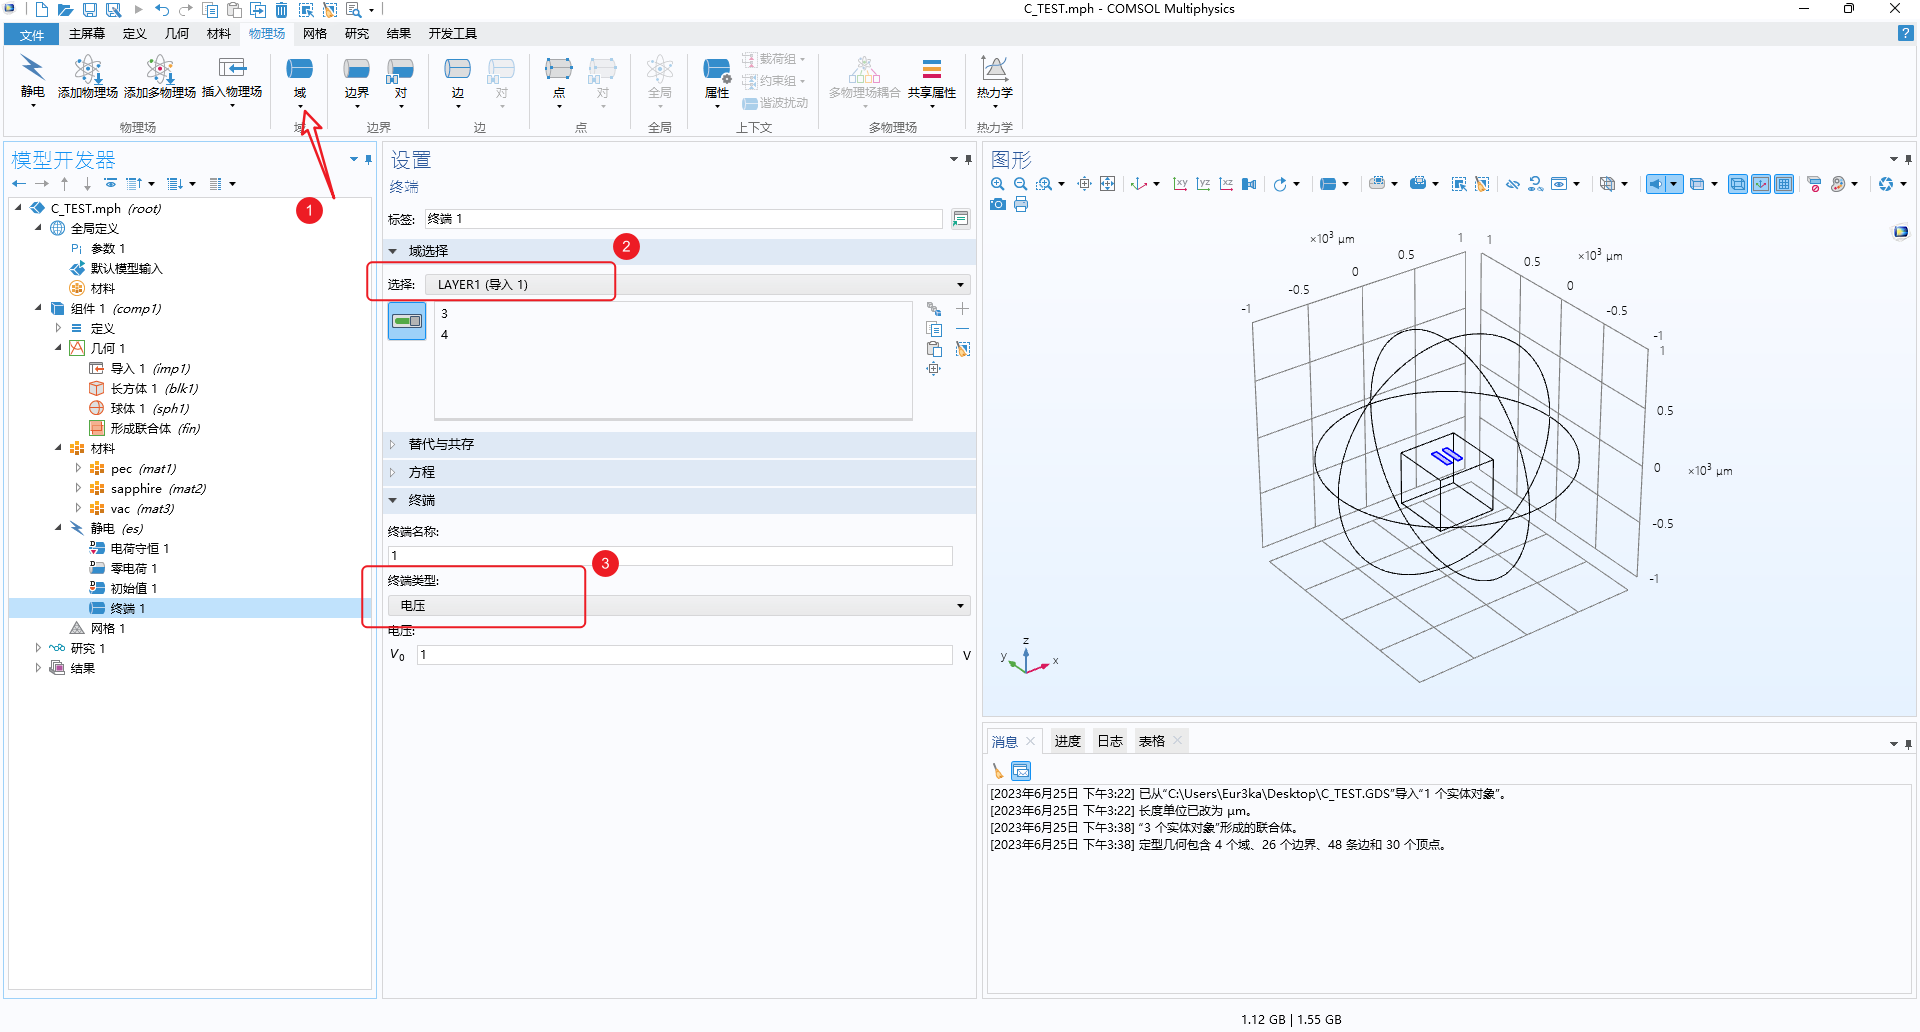 C_TEST.mph - COMSOL Multiphysics
文件 主屏幕 定义 几何 材料 物理场 网格 研究 结果 开发工具
静电 添加物理场 添加多物理场 插入物理场 域 边界 对 边 对 点 对 全局 属性 载荷组 约束组 谐波扰动 多物理场耦合 共享属性 热力学
物理场 域 边界 边 点 全局 上下文 多物理场 热力学
模型开发器
C_TEST.mph (root)
全局定义
Pi 参数 1
默认模型输入
材料
组件 1 (comp1)
定义
几何 1
导入 1 (imp1)
长方体 1 (blk1)
球体 1 (sph1)
形成联合体 (fin)
材料
pec (mat1)
sapphire (mat2)
vac (mat3)
静电 (es)
电荷守恒 1
零电荷 1
初始值 1
终端 1
网格 1
研究 1
结果
1
设置
终端
标签: 终端 1
域选择
2
选择: LAYER1 (导入 1)
3
4
替代与共存
方程
终端
终端名称:
1
3
终端类型:
电压
电压:
V0 1 V
图形
xy yz xz
×10³ μm 1 1
0.5 0.5 ×10³ μm
0 0
-0.5 -0.5
-1 -1
1
0.5
0 ×10³ μm
-0.5
-1
z
y x
消息 进度 日志 表格
[2023年6月25日 下午3:22] 已从“C:\Users\Eur3ka\Desktop\C_TEST.GDS”导入“1 个实体对象”。
[2023年6月25日 下午3:22] 长度单位已改为 μm。
[2023年6月25日 下午3:38] “3 个实体对象”形成的联合体。
[2023年6月25日 下午3:38] 定型几何包含 4 个域、26 个边界、48 条边和 30 个顶点。
1.12 GB | 1.55 GB